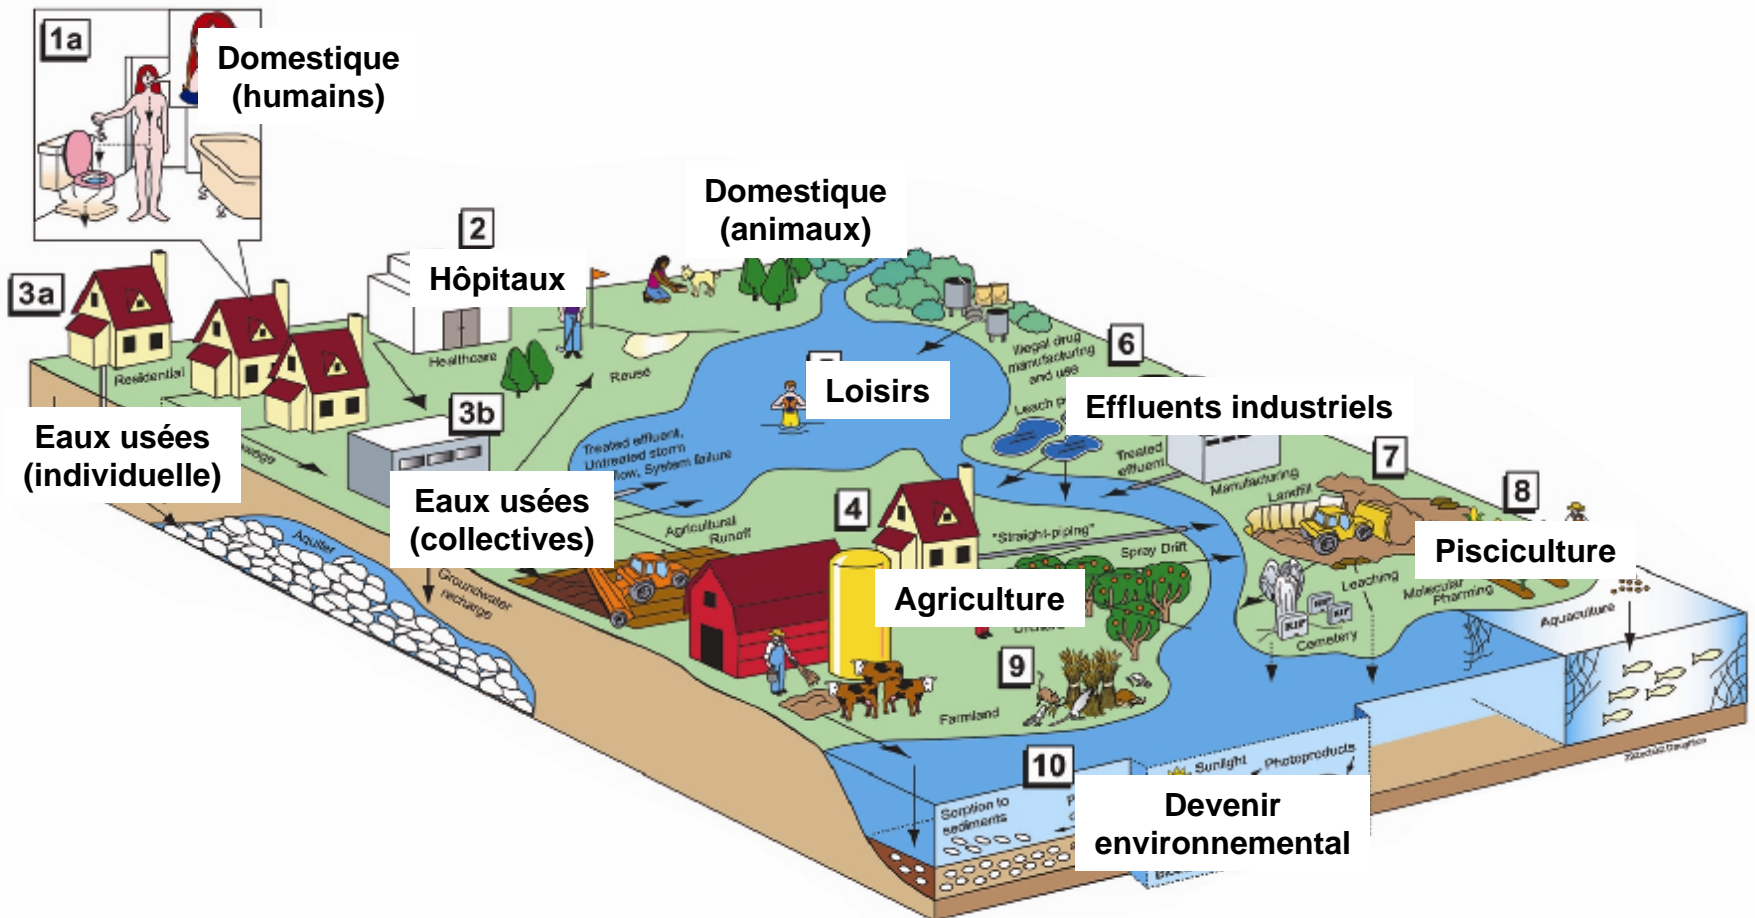 1a
Domestique
(humains)
Domestique
(animaux)
2
Hôpitaux
3a
Healthcare
Residential
Reuse
Illegal drug
manufacturing
and use
6
Loisirs
Leach
Effluents industriels
3b
Eaux usées
(individuelle)
Treated effluent,
Untreated storm
System failure
Treated
effluent
Manufacturing
7
Landfill
8
Eaux usées
(collectives)
Agricultural
Runoff
4
"Straight-piping"
Spray Drift
Pisciculture
Aquifer
Groundwater
recharge
Agriculture
Leaching
Molecular
Pharming
Aquaculture
Cemetery
9
Farmland
10
Sunlight
Photoproducts
Sorption to
sediments
Devenir
environnemental